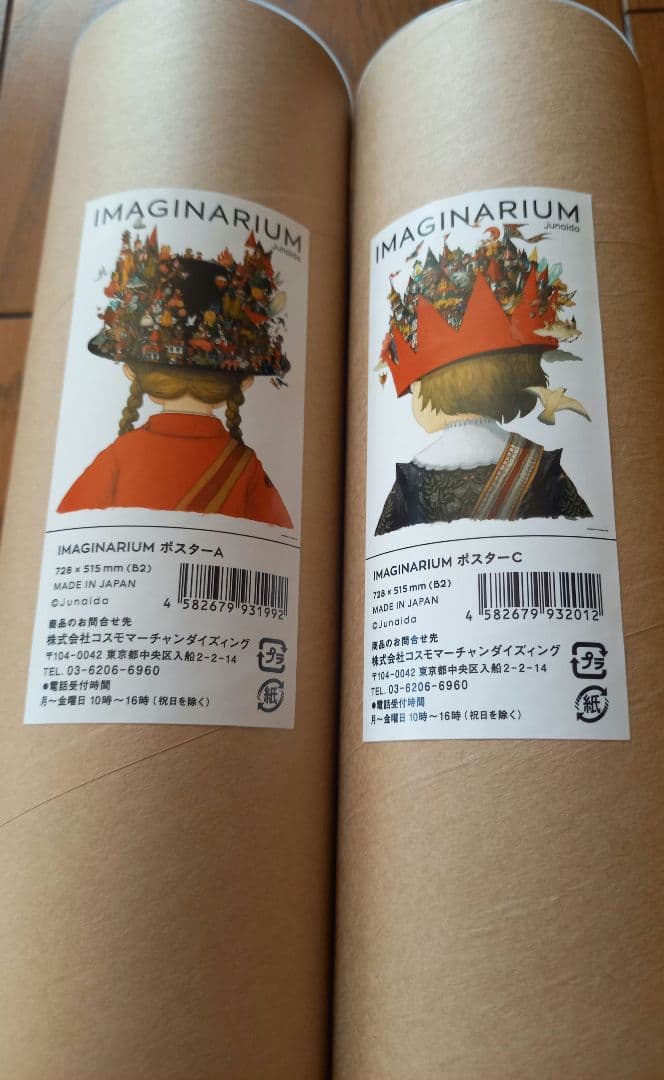 IMAGINARIUM
Junaida
IMAGINARIUM ポスターA
728 × 515 mm (B2)
MADE IN JAPAN
©Junaida
4 582679 931992
商品のお問合せ先
株式会社コスモマーチャンダイズィング
〒104-0042 東京都中央区入船2-2-14
TEL. 03-6206-6960
●電話受付時間
月〜金曜日 10時〜16時 (祝日を除く)
プラ
紙
IMAGINARIUM
Junaida
IMAGINARIUM ポスターC
728 × 515 mm (B2)
MADE IN JAPAN
©Junaida
4 582679 932012
商品のお問合せ先
株式会社コスモマーチャンダイズィング
〒104-0042 東京都中央区入船2-2-14
TEL. 03-6206-6960
●電話受付時間
月〜金曜日 10時〜16時 (祝日を除く)
プラ
紙